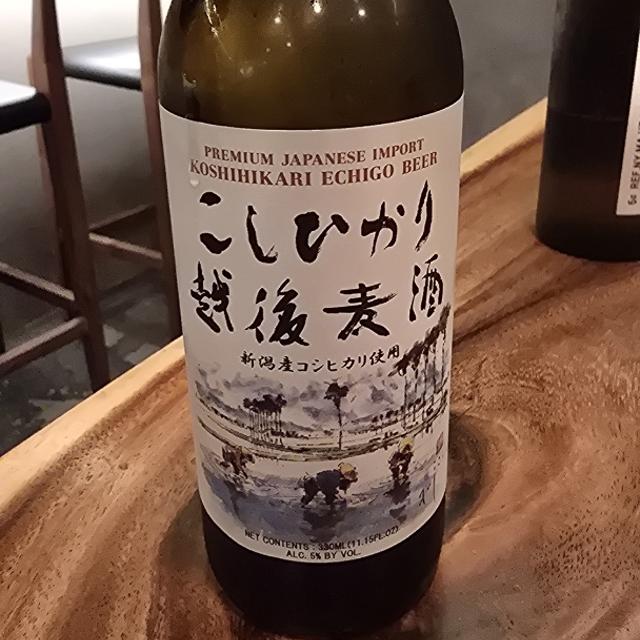 PREMIUM JAPANESE IMPORT
KOSHIHIKARI ECHIGO BEER
こしひかり
越後麦酒
新潟産コシヒカリ使用
NET CONTENTS : 330ML(11.15FL.OZ)
ALC. 5% BY VOL.